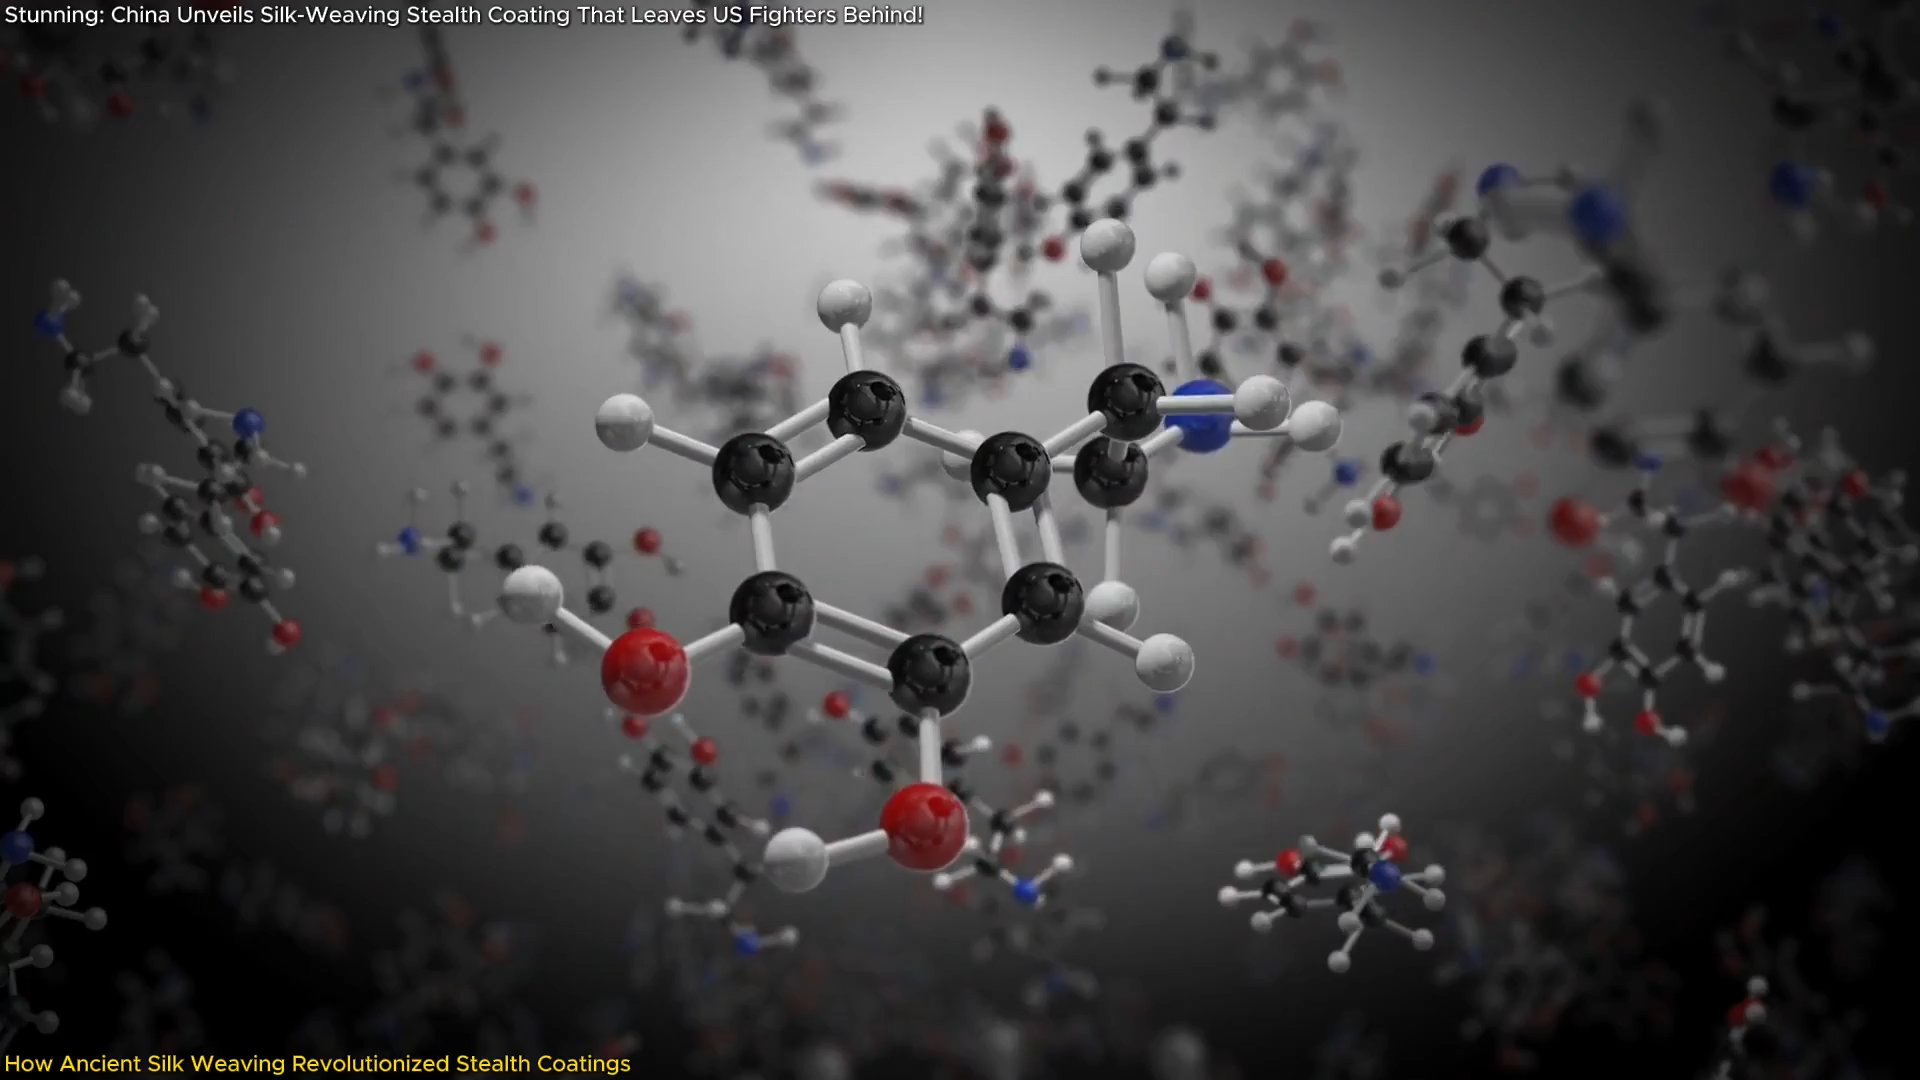 Stunning: China Unveils Silk-Weaving Stealth Coating That Leaves US Fighters Behind!
How Ancient Silk Weaving Revolutionized Stealth Coatings